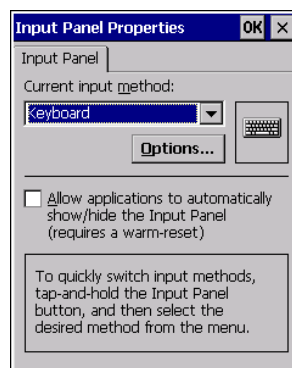 Input Panel Properties OK ×
Input Panel
Current input method:
Keyboard
Options...
Allow applications to automatically
show/hide the Input Panel
(requires a warm-reset)
To quickly switch input methods,
tap-and-hold the Input Panel
button, and then select the
desired method from the menu.